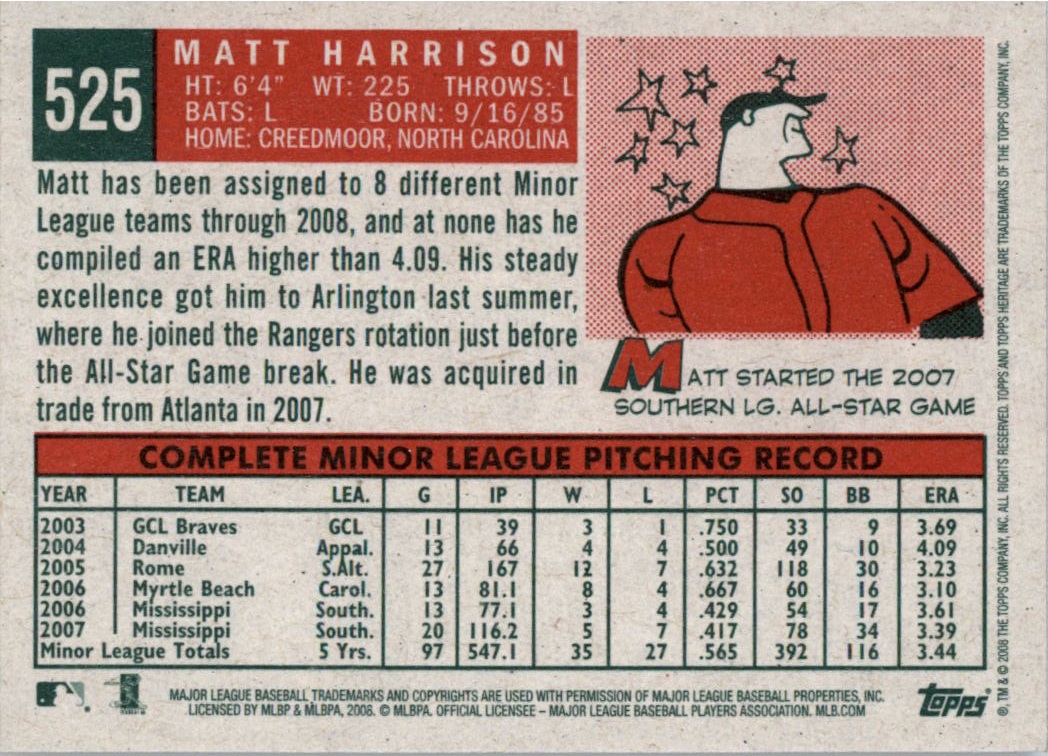 525
MATT HARRISON
HT: 6'4" WT: 225 THROWS: L
BATS: L BORN: 9/16/85
HOME: CREEDMOOR, NORTH CAROLINA
Matt has been assigned to 8 different Minor
League teams through 2008, and at none has he
compiled an ERA higher than 4.09. His steady
excellence got him to Arlington last summer,
where he joined the Rangers rotation just before
the All-Star Game break. He was acquired in
trade from Atlanta in 2007.
MATT STARTED THE 2007
SOUTHERN LG. ALL-STAR GAME
COMPLETE MINOR LEAGUE PITCHING RECORD
YEAR TEAM LEA. G IP W L PCT SO BB ERA
2003 GCL Braves GCL 11 39 3 1 .750 33 9 3.69
2004 Danville Appal. 13 66 4 4 .500 49 10 4.09
2005 Rome S.Alt. 27 167 12 7 .632 118 30 3.23
2006 Myrtle Beach Carol. 13 81.1 8 4 .667 60 16 3.10
2006 Mississippi South. 13 77.1 3 4 .429 54 17 3.61
2007 Mississippi South. 20 116.2 5 7 .417 78 34 3.39
Minor League Totals 5 Yrs. 97 547.1 35 27 .565 392 116 3.44
MAJOR LEAGUE BASEBALL TRADEMARKS AND COPYRIGHTS ARE USED WITH PERMISSION OF MAJOR LEAGUE BASEBALL PROPERTIES, INC.
LICENSED BY MLBP & MLBPA, 2008. © MLBPA. OFFICIAL LICENSEE – MAJOR LEAGUE BASEBALL PLAYERS ASSOCIATION. MLB.COM
Topps
®, TM & © 2008 THE TOPPS COMPANY, INC. ALL RIGHTS RESERVED. TOPPS AND TOPPS HERITAGE ARE TRADEMARKS OF THE TOPPS COMPANY, INC.